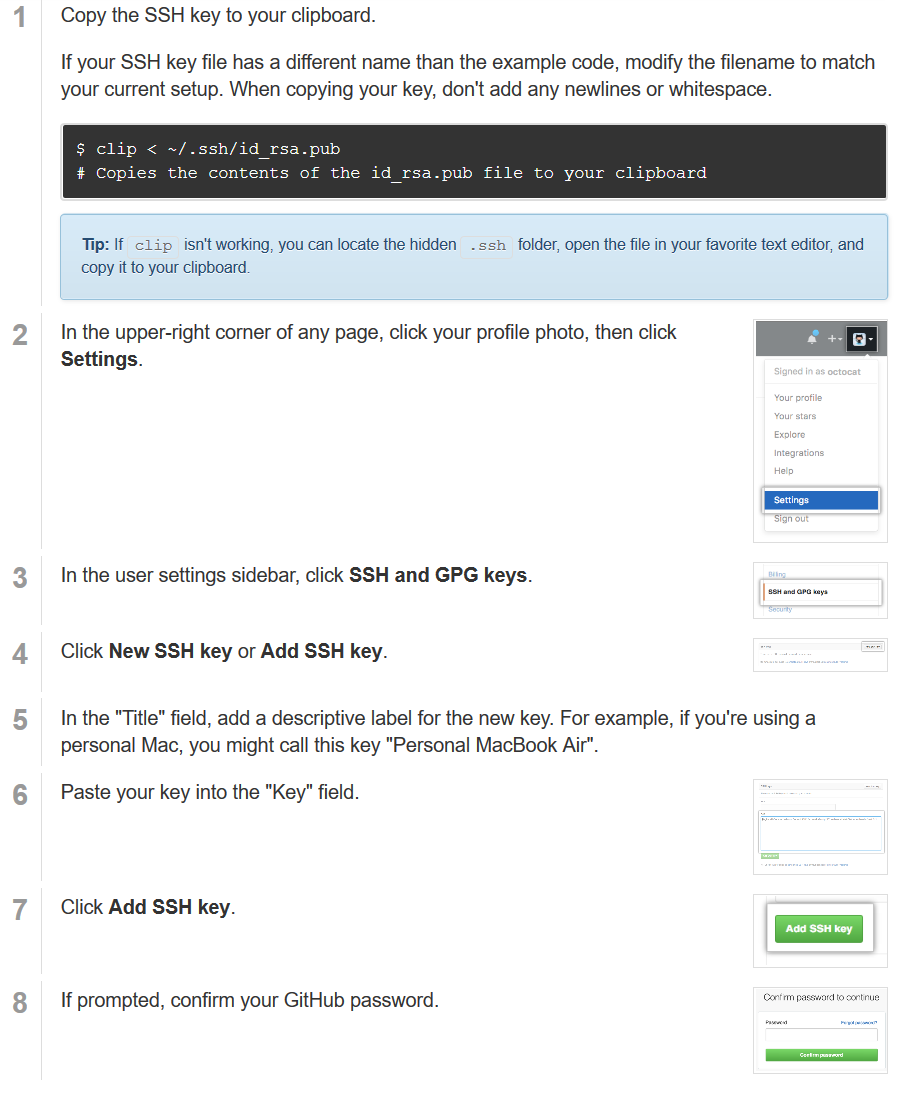 1
Copy the SSH key to your clipboard.
If your SSH key file has a different name than the example code, modify the filename to match
your current setup. When copying your key, don't add any newlines or whitespace.
$ clip < ~/.ssh/id_rsa.pub
# Copies the contents of the id_rsa.pub file to your clipboard
Tip: If clip isn't working, you can locate the hidden .ssh folder, open the file in your favorite text editor, and
copy it to your clipboard.
2
In the upper-right corner of any page, click your profile photo, then click
Settings.
Signed in as octocat
Your profile
Your stars
Explore
Integrations
Help
Settings
Sign out
3
In the user settings sidebar, click SSH and GPG keys.
Billing
SSH and GPG keys
Security
4
Click New SSH key or Add SSH key.
5
In the "Title" field, add a descriptive label for the new key. For example, if you're using a
personal Mac, you might call this key "Personal MacBook Air".
6
Paste your key into the "Key" field.
7
Click Add SSH key.
Add SSH key
8
If prompted, confirm your GitHub password.
Confirm password to continue
Password Forgot password?
Confirm password